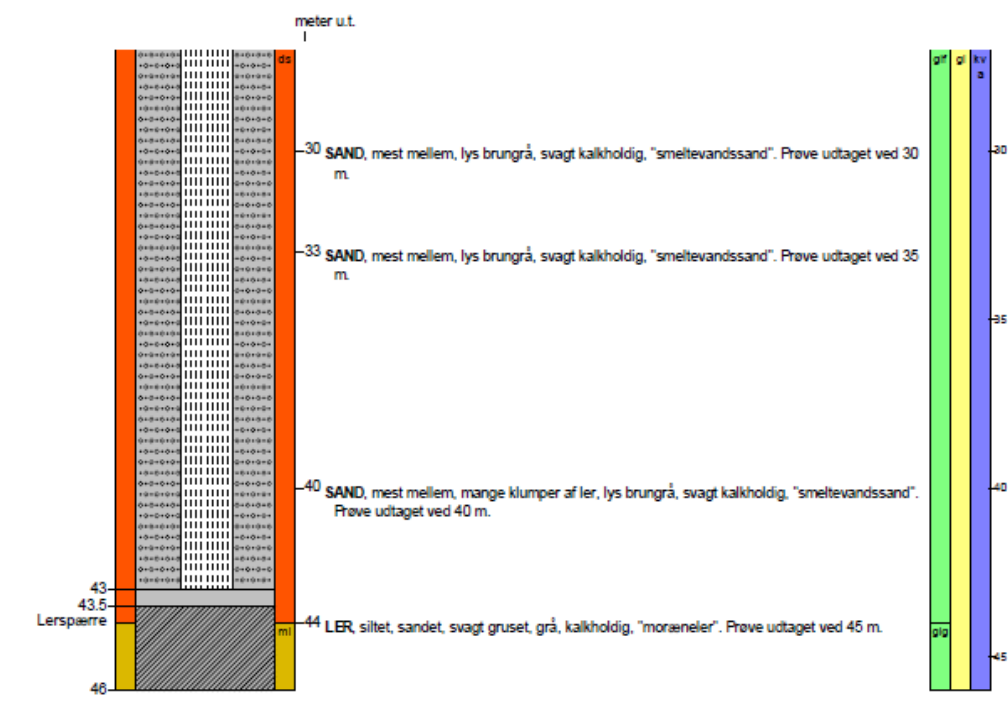 meter u.t.
ds
glf gl kv
a
30 SAND, mest mellem, lys brungrå, svagt kalkholdig, "smeltevandssand". Prøve udtaget ved 30
m.
30
33 SAND, mest mellem, lys brungrå, svagt kalkholdig, "smeltevandssand". Prøve udtaget ved 35
m.
35
40 SAND, mest mellem, mange klumper af ler, lys brungrå, svagt kalkholdig, "smeltevandssand".
Prøve udtaget ved 40 m.
40
43
43.5
Lerspærre
44 LER, siltet, sandet, svagt gruset, grå, kalkholdig, "moræneler". Prøve udtaget ved 45 m.
ml
glg
45
46